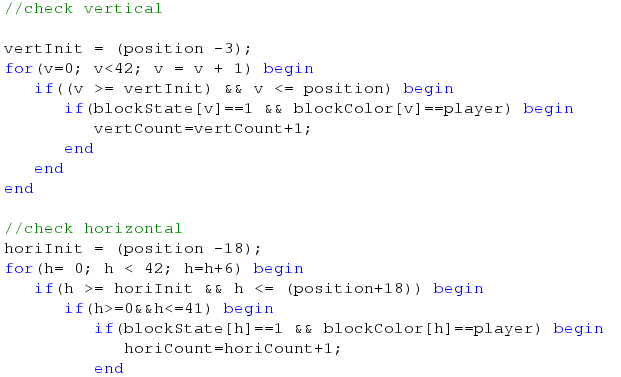 //check vertical
vertInit = (position -3);
for(v=0; v<42; v = v + 1) begin
if((v >= vertInit) && v <= position) begin
if(blockState[v]==1 && blockColor[v]==player) begin
vertCount=vertCount+1;
end
end
end
//check horizontal
horiInit = (position -18);
for(h= 0; h < 42; h=h+6) begin
if(h >= horiInit && h <= (position+18)) begin
if(h>=0&&h<=41) begin
if(blockState[h]==1 && blockColor[h]==player) begin
horiCount=horiCount+1;
end